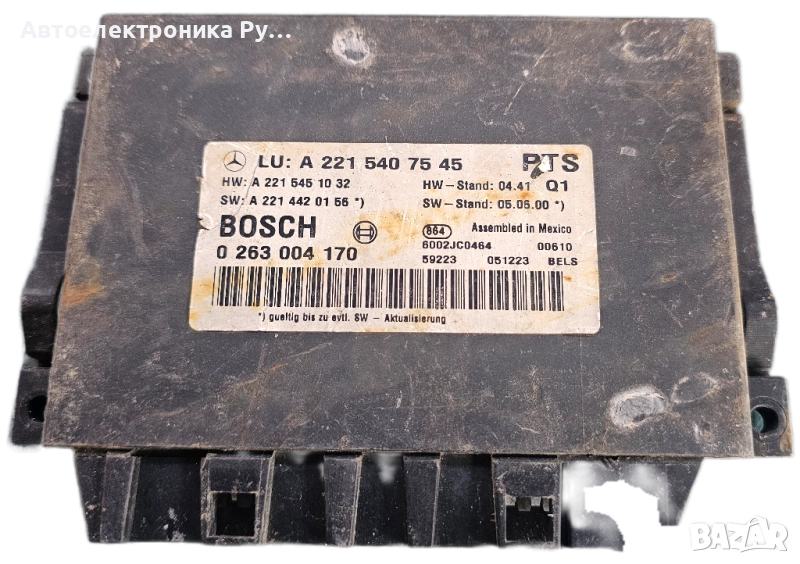 Автоелектроника Ру...
LU: A 221 540 75 45 PTS
HW: A 221 545 10 32 HW-Stand: 04.41 Q1
SW: A 221 442 01 56 *) SW-Stand: 05.06.00 *)
BOSCH 864 Assembled in Mexico
6002JC0464 00610
0 263 004 170 59223 051223 BELS
*) gueltig bis zu evtl. SW - Aktualisierung
BAZAR